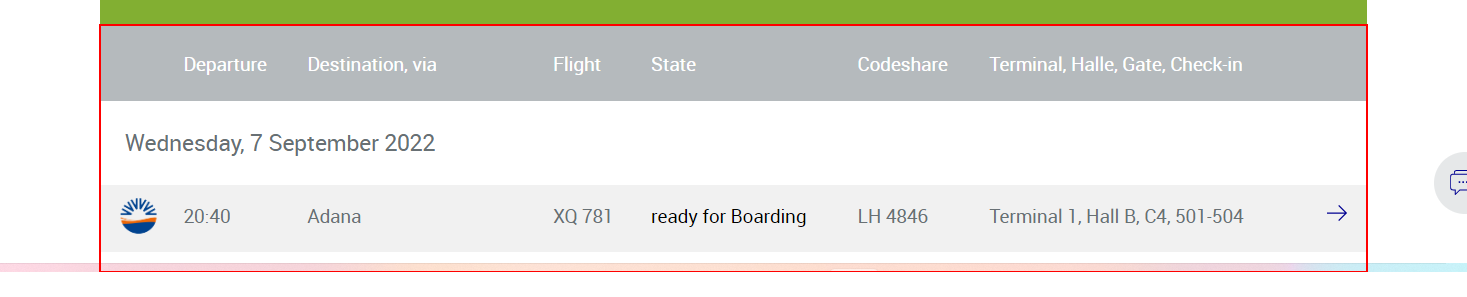 Departure Destination, via Flight State Codeshare Terminal, Halle, Gate, Check-in
Wednesday, 7 September 2022
20:40 Adana XQ 781 ready for Boarding LH 4846 Terminal 1, Hall B, C4, 501-504